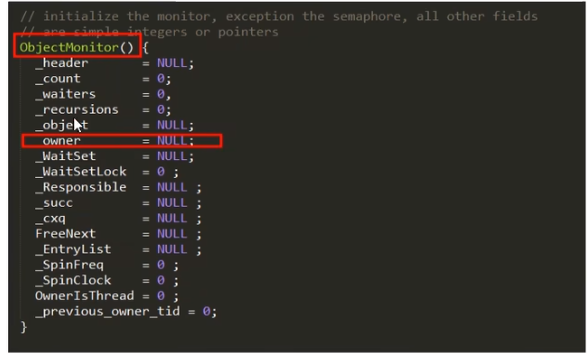 // initialize the monitor, exception the semaphore, all other fields
// are simple integers or pointers
ObjectMonitor() {
_header = NULL;
_count = 0;
_waiters = 0,
_recursions = 0;
_object = NULL;
_owner = NULL;
_WaitSet = NULL;
_WaitSetLock = 0 ;
_Responsible = NULL ;
_succ = NULL ;
_cxq = NULL ;
FreeNext = NULL ;
_EntryList = NULL ;
_SpinFreq = 0 ;
_SpinClock = 0 ;
OwnerIsThread = 0 ;
_previous_owner_tid = 0;
}